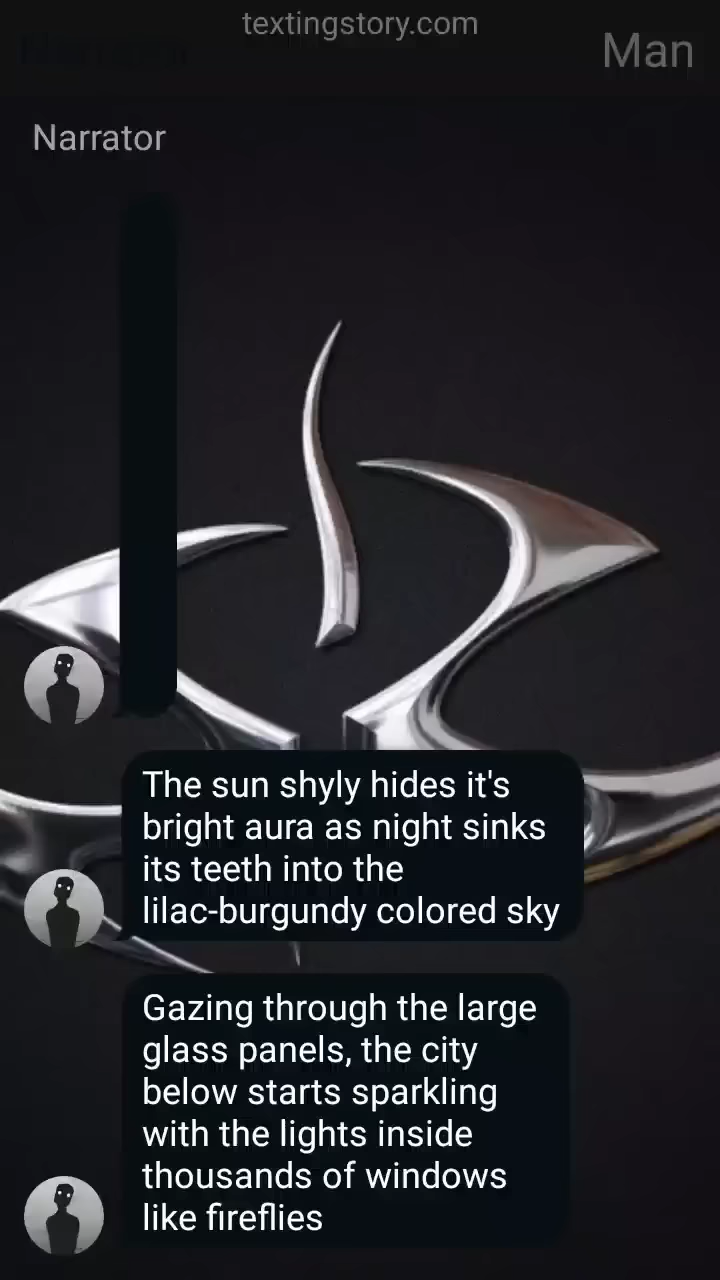 textingstory.com
Man
Narrator
The sun shyly hides it's
bright aura as night sinks
its teeth into the
lilac-burgundy colored sky
Gazing through the large
glass panels, the city
below starts sparkling
with the lights inside
thousands of windows
like fireflies